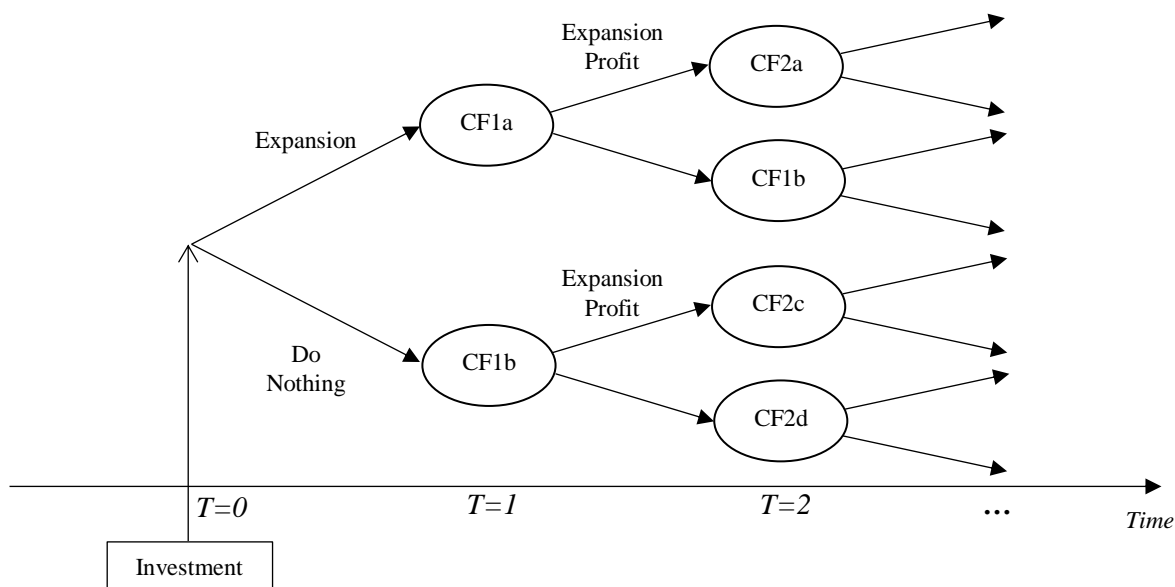 Expansion
Profit
CF2a
CF1a
Expansion
CF1b
Expansion
Profit
CF2c
Do
Nothing
CF1b
CF2d
T=0
T=1
T=2
...
Time
Investment